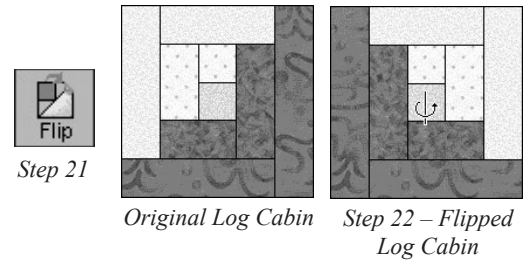 Flip
Step 21
Original Log Cabin
Step 22 – Flipped
Log Cabin